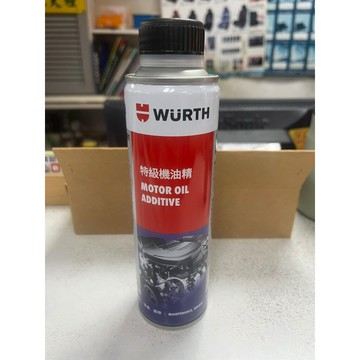 WÜRTH
特級機油精
MOTOR OIL
ADDITIVE